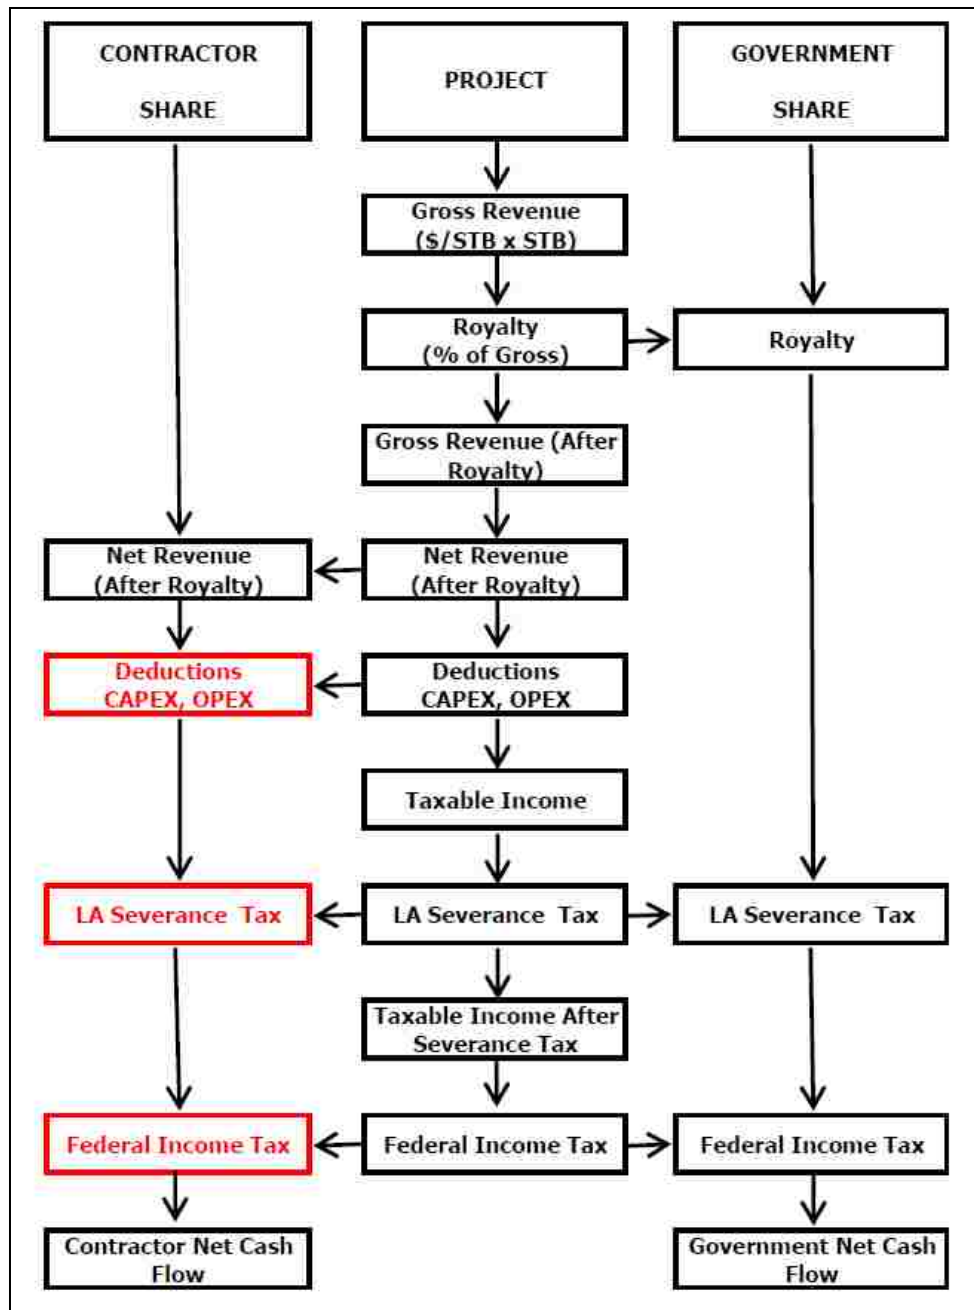 CONTRACTOR
SHARE
PROJECT
GOVERNMENT
SHARE
Gross Revenue
($/STB x STB)
Royalty
(% of Gross)
Royalty
Gross Revenue (After
Royalty)
Net Revenue
(After Royalty)
Net Revenue
(After Royalty)
Deductions
CAPEX, OPEX
Deductions
CAPEX, OPEX
Taxable Income
LA Severance Tax
LA Severance Tax
LA Severance Tax
Taxable Income After
Severance Tax
Federal Income Tax
Federal Income Tax
Federal Income Tax
Contractor Net Cash
Flow
Government Net Cash
Flow